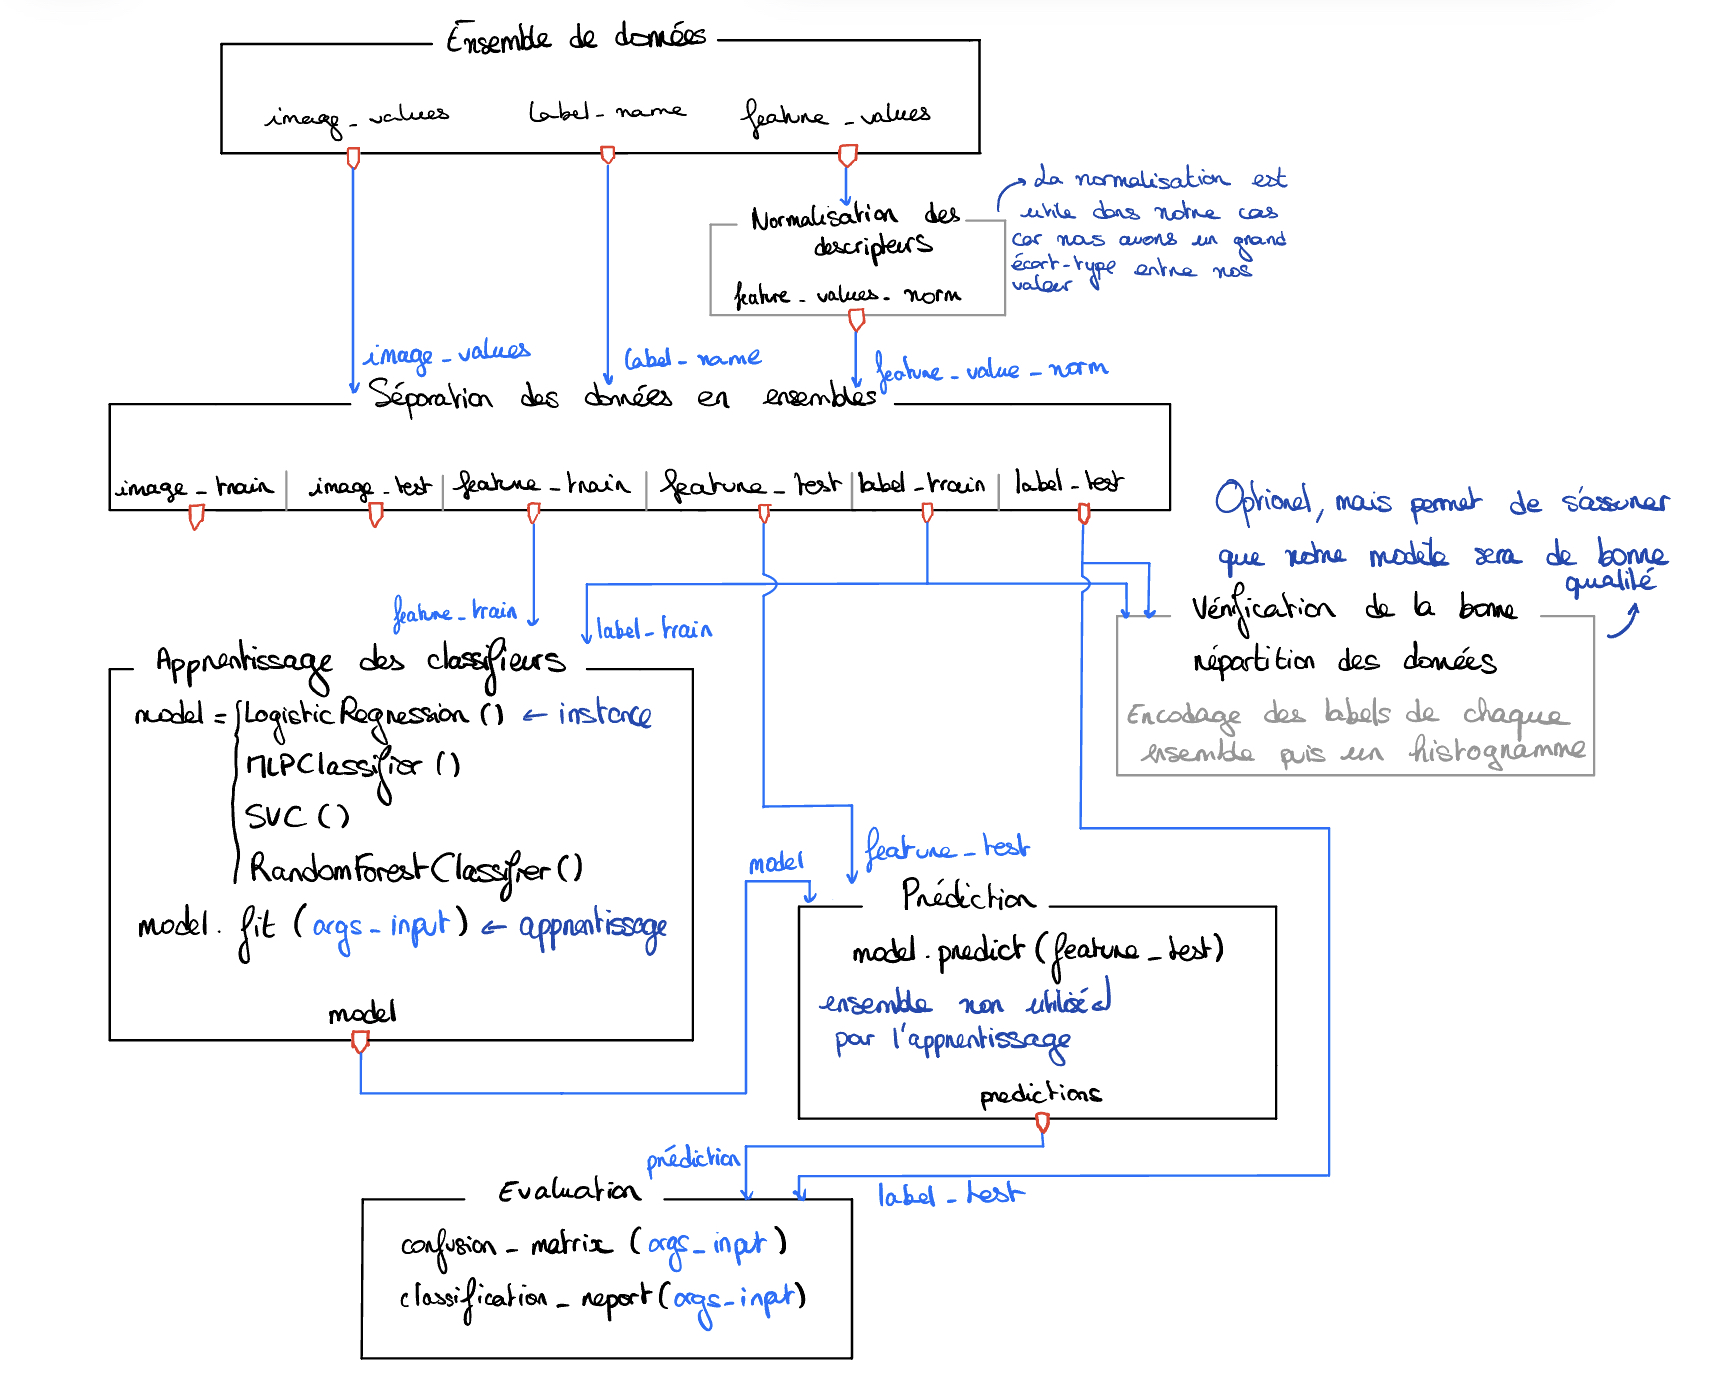 Ensemble de données
image_values label_name feature_values
Normalisation des
descripteurs
feature_values_norm
La normalisation est
utile dans notre cas
car nous avons un grand
écart-type entre nos
valeur
image_values label_name feature_value_norm
Séparation des données en ensembles
image_train image_test feature_train feature_test label_train label_test
Optionel, mais permet de s'assurer
que notre modèle sera de bonne
qualité
Vérification de la bonne
répartition des données
Encodage des labels de chaque
ensemble puis un histogramme
feature_train label_train
Apprentissage des classifieurs
model = LogisticRegression () ← instance
MLPClassifier ()
SVC ()
RandomForestClassifier ()
model.fit (args_input) ← apprentissage
model
model feature_test
Prédiction
model.predict (feature_test)
ensemble non utilisé
par l'apprentissage
predictions
prédiction label_test
Evaluation
confusion_matrix (args_input)
classification_report (args_input)